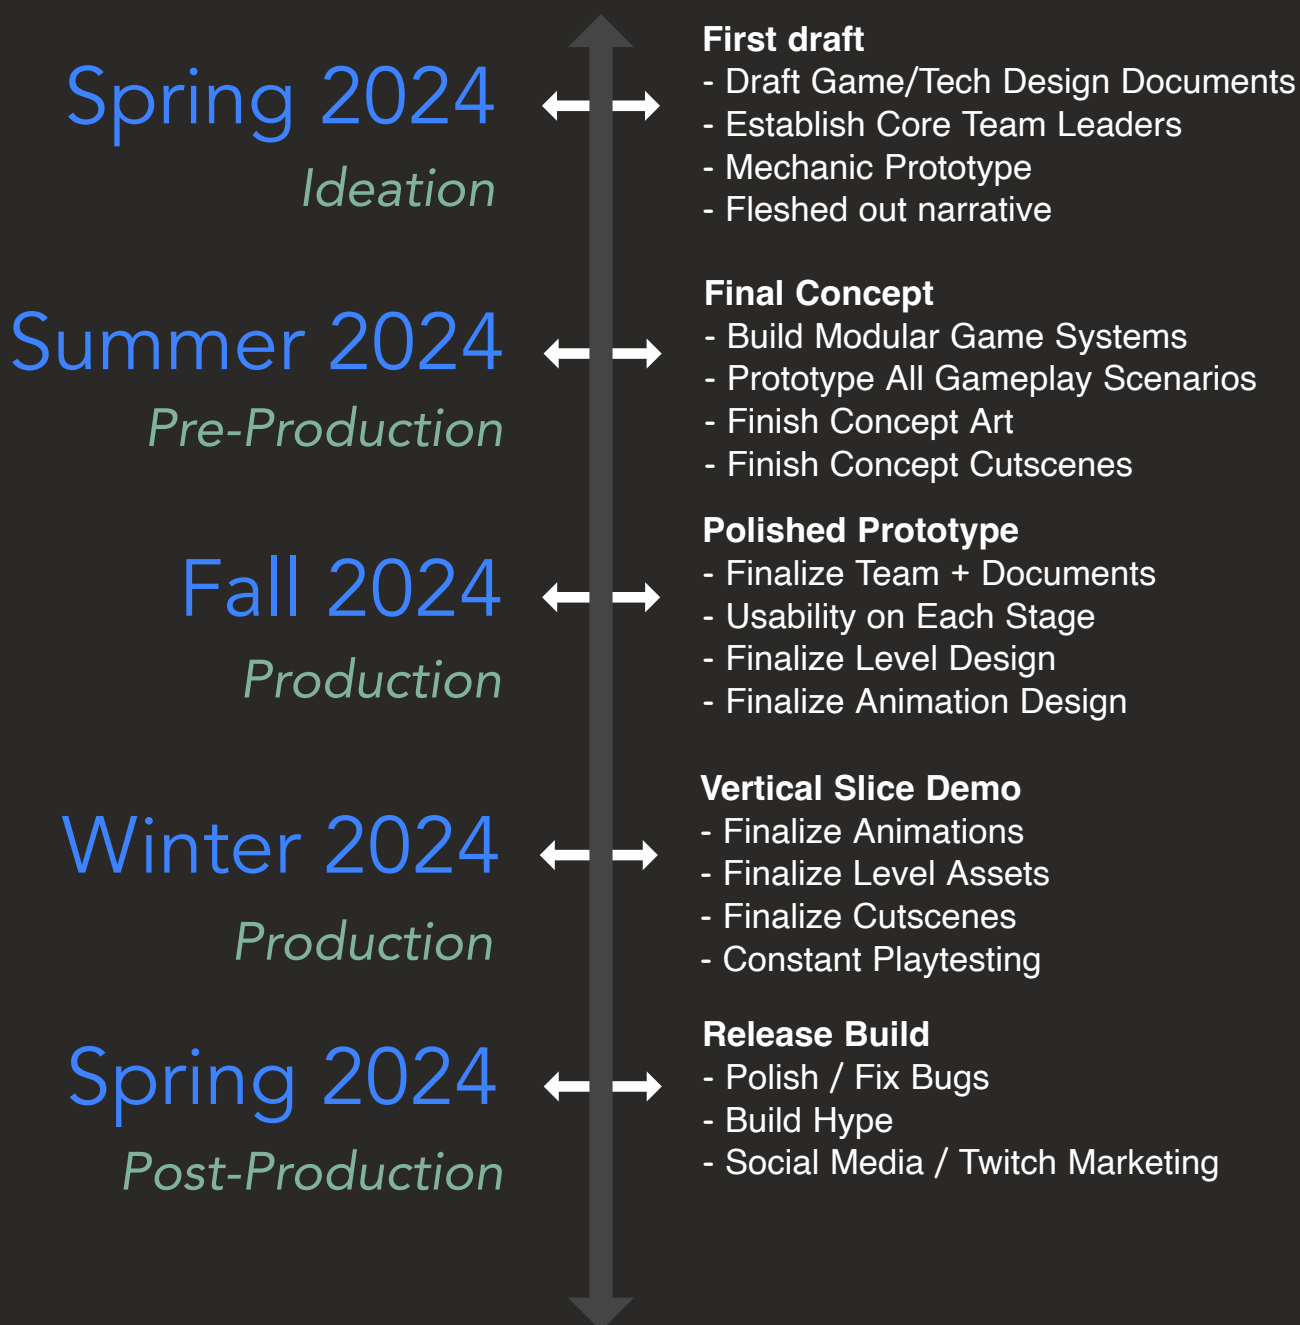 Spring 2024
Ideation
First draft
- Draft Game/Tech Design Documents
- Establish Core Team Leaders
- Mechanic Prototype
- Fleshed out narrative
Summer 2024
Pre-Production
Final Concept
- Build Modular Game Systems
- Prototype All Gameplay Scenarios
- Finish Concept Art
- Finish Concept Cutscenes
Fall 2024
Production
Polished Prototype
- Finalize Team + Documents
- Usability on Each Stage
- Finalize Level Design
- Finalize Animation Design
Winter 2024
Production
Vertical Slice Demo
- Finalize Animations
- Finalize Level Assets
- Finalize Cutscenes
- Constant Playtesting
Spring 2024
Post-Production
Release Build
- Polish / Fix Bugs
- Build Hype
- Social Media / Twitch Marketing